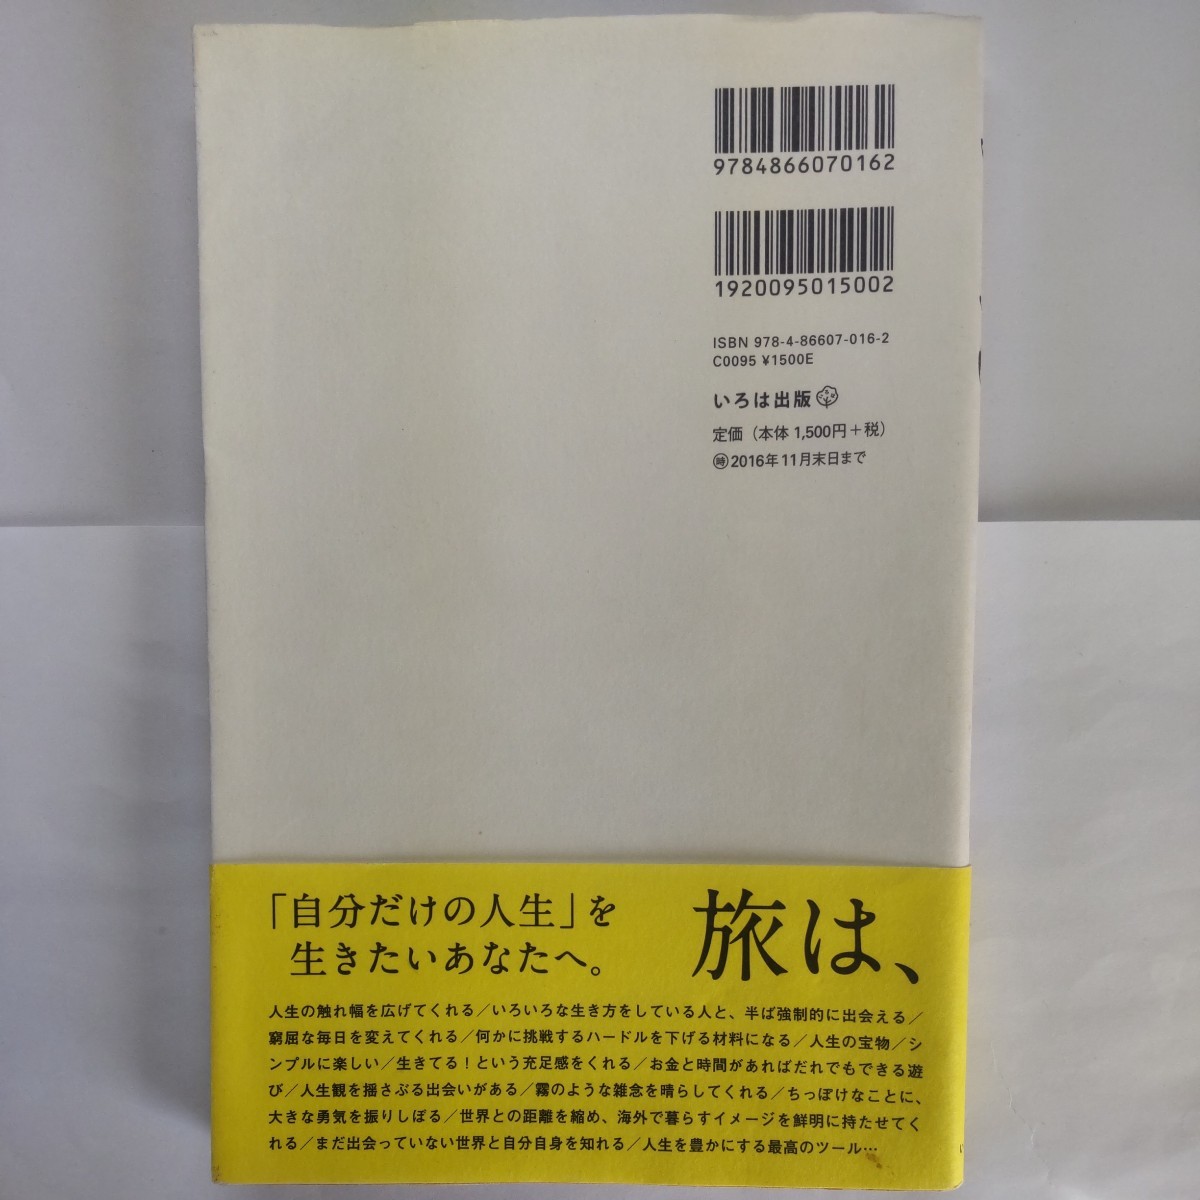 9784866070162
1920095015002
ISBN 978-4-86607-016-2
C0095 ¥1500E
いろは出版
定価（本体 1,500円＋税）
時 2016年11月末日まで
「自分だけの人生」を
生きたいあなたへ。
旅は、
人生の触れ幅を広げてくれる／いろいろな生き方をしている人と、半ば強制的に出会える／
窮屈な毎日を変えてくれる／何かに挑戦するハードルを下げる材料になる／人生の宝物／シ
ンプルに楽しい／生きてる！という充足感をくれる／お金と時間があればだれでもできる遊
び／人生観を揺さぶる出会いがある／霧のような雑念を晴らしてくれる／ちっぽけなことに、
大きな勇気を振りしぼる／世界との距離を縮め、海外で暮らすイメージを鮮明に持たせてく
れる／まだ出会っていない世界と自分自身を知れる／人生を豊かにする最高のツール…